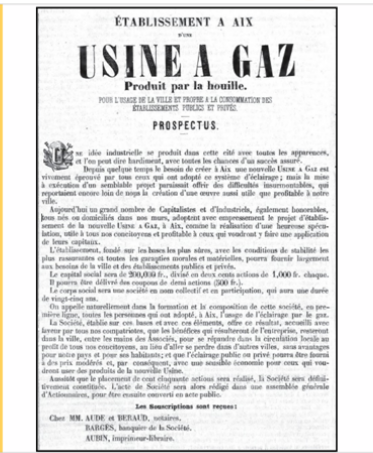 ÉTABLISSEMENT A AIX
D'UNE
USINE A GAZ
Produit par la houille.
POUR L'USAGE DE LA VILLE ET PROPRE A LA CONSOMMATION DES
ÉTABLISSEMENTS PUBLICS ET PRIVÉS.
PROSPECTUS.
Une idée industrielle se produit dans cette cité avec toutes les apparences,
et l'on peut dire hardiment, avec toutes les chances d'un succès assuré.
Depuis quelque temps le besoin de créer à Aix une nouvelle USINE A GAZ est
vivement éprouvé par tous ceux qui ont adopté ce système d'éclairage; mais la mise
à exécution d'un semblable projet paraissait offrir des difficultés insurmontables, qui
reportaient encore loin de nous la création d'une œuvre aussi utile que profitable à notre
ville.
Aujourd'hui un grand nombre de Capitalistes et d'Industriels, également honorables,
tous nés ou domiciliés dans nos murs, adoptent avec empressement le projet d'établis-
sement de la nouvelle USINE A GAZ, à Aix, comme la réalisation d'une heureuse spécu-
lation, utile à tous nos concitoyens et profitable à ceux qui voudront y faire une application
de leurs capitaux.
L'établissement, fondé sur les bases les plus sûres, avec les conditions de stabilité les
plus rassurantes et toutes les garanties morales et matérielles, pourra fournir largement
aux besoins de la ville et des établissements publics et privés.
Le capital social sera de 200,000 fr., divisé en deux cents actions de 1,000 fr. chaque.
Il pourra être délivré des coupons de demi actions (500 fr.).
Le corps social sera une société en nom collectif et en participation, qui aura une durée
de vingt-cinq ans.
On appelle naturellement dans la formation et la composition de cette société, en pre-
mière ligne, toutes les personnes qui ont adopté, à Aix, l'usage de l'éclairage par le gaz.
La Société, établie sur ces bases et avec ces éléments, offre ce résultat, accueilli avec
faveur par tous nos compatriotes, que les bénéfices qui résulteront de l'entreprise, resteront
dans la ville, entre les mains des Associés, pour se répandre dans la circulation locale au
profit de tous nos concitoyens, au lieu d'aller se perdre dans d'autres villes, sans avantages
pour notre pays et pour ses habitants; et que l'éclairage public ou privé pourra être fourni
à des prix modérés et, par conséquent, avec une sensible économie pour ceux qui vou-
dront user des produits de la nouvelle Usine.
Aussitôt que le placement de cent cinquante actions sera réalisé, la Société sera défini-
tivement constituée. L'acte de Société sera alors rédigé dans une assemblée générale
d'Actionnaires, pour être ensuite converti en acte public.
Les Souscriptions sont reçues:
Chez MM. AUDE et BERAUD, notaires.
BARGÈS, banquier de la Société.
AUBIN, imprimeur-libraire.